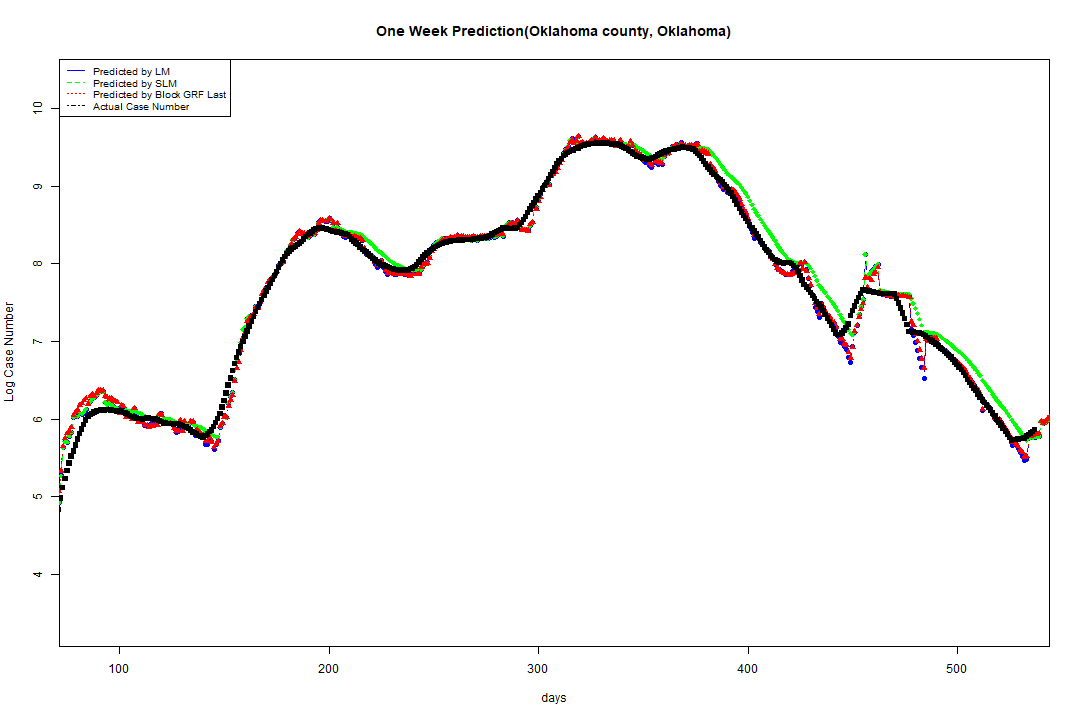 One Week Prediction(Oklahoma county, Oklahoma)
Predicted by LM
Predicted by SLM
Predicted by Block GRF Last
Actual Case Number
10
9
8
7
6
5
4
Log Case Number
100 200 300 400 500
days